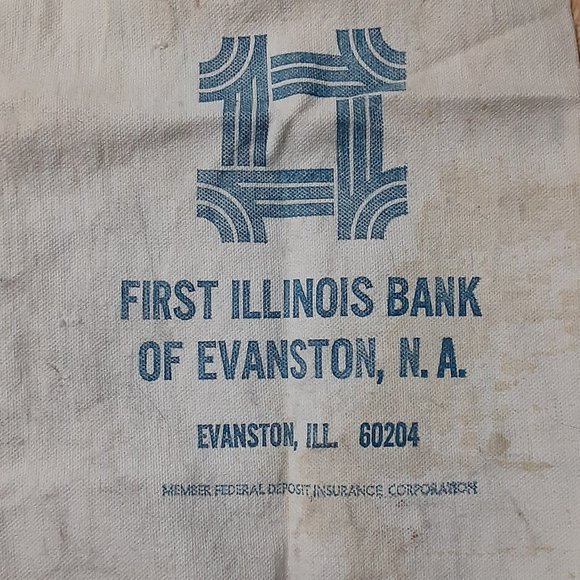 FIRST ILLINOIS BANK
OF EVANSTON, N. A.
EVANSTON, ILL. 60204
MEMBER FEDERAL DEPOSIT INSURANCE CORPORATION